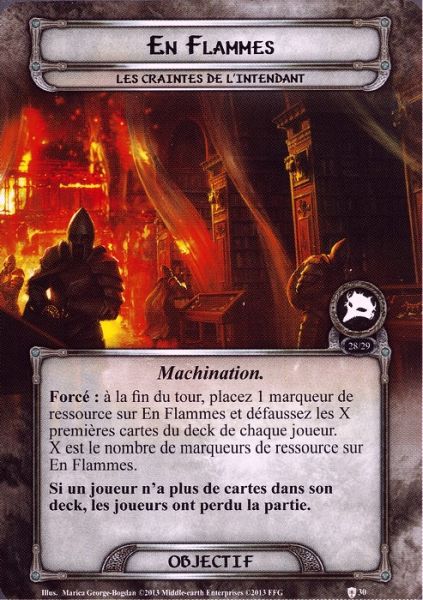 En Flammes
Les Craintes de l'Intendant
28/29
Machination.
Forcé : à la fin du tour, placez 1 marqueur de
ressource sur En Flammes et défaussez les X
premières cartes du deck de chaque joueur.
X est le nombre de marqueurs de ressource sur
En Flammes.
Si un joueur n'a plus de cartes dans son
deck, les joueurs ont perdu la partie.
Objectif
Illus. Marica George-Bogdan ©2013 Middle-earth Enterprises ©2013 FFG 30